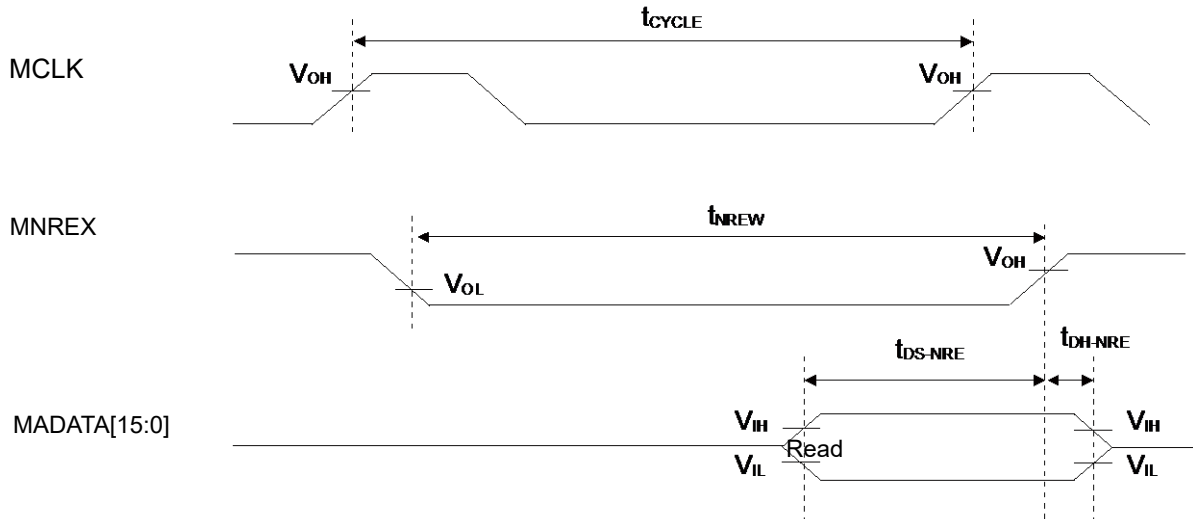 tCYCLE
MCLK
VOH VOH
tNREW
MNREX
VOH
VOL
tDS-NRE tDH-NRE
MADATA[15:0]
VIH VIH
Read
VIL VIL